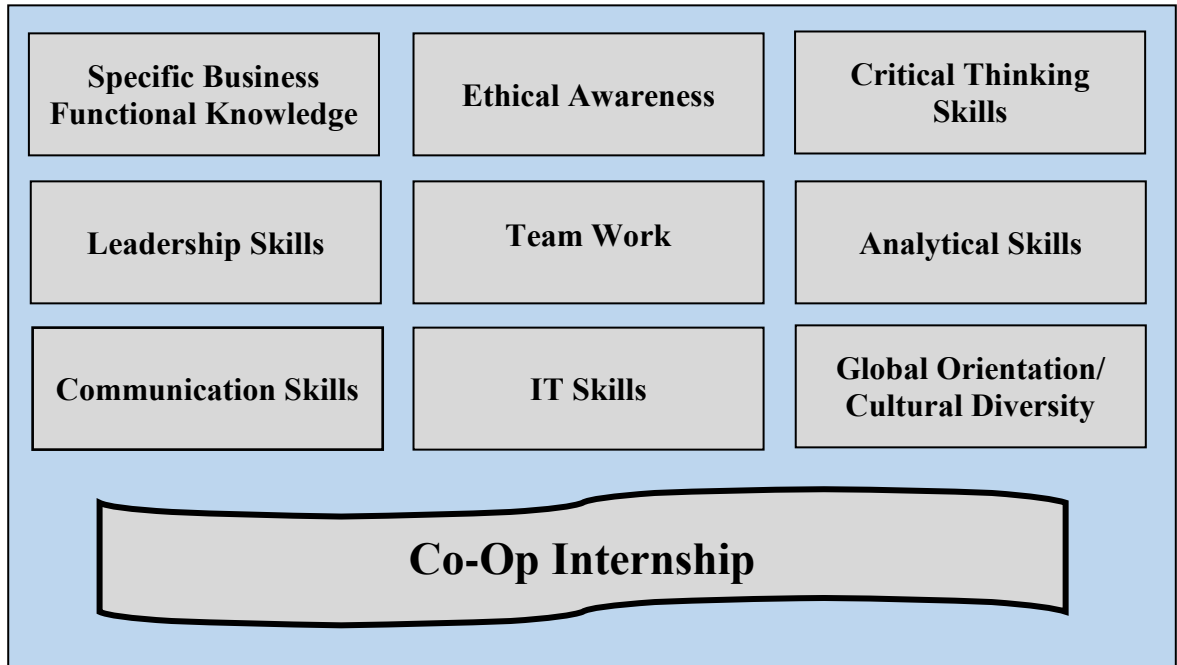 Specific Business
Functional Knowledge
Ethical Awareness
Critical Thinking
Skills
Leadership Skills
Team Work
Analytical Skills
Communication Skills
IT Skills
Global Orientation/
Cultural Diversity
Co-Op Internship